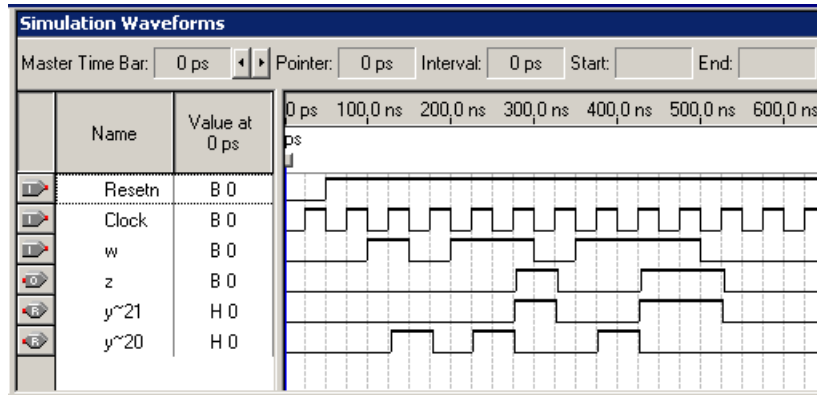 Simulation Waveforms
Master Time Bar: 0 ps Pointer: 0 ps Interval: 0 ps Start: End:
Name Value at 0 ps
0 ps 100,0 ns 200,0 ns 300,0 ns 400,0 ns 500,0 ns 600,0 ns
ps
Resetn B 0
Clock B 0
w B 0
z B 0
y~21 H 0
y~20 H 0